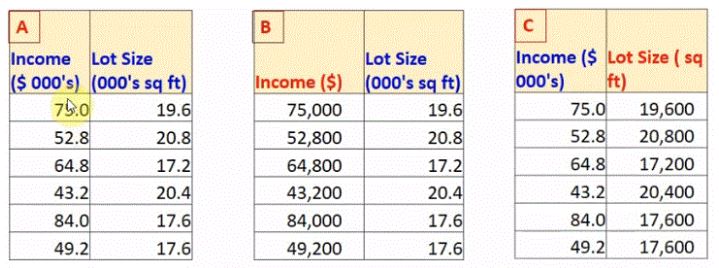 A
Income Lot Size
($ 000's) (000's sq ft)
75.0 19.6
52.8 20.8
64.8 17.2
43.2 20.4
84.0 17.6
49.2 17.6
B
Lot Size
Income ($) (000's sq ft)
75,000 19.6
52,800 20.8
64,800 17.2
43,200 20.4
84,000 17.6
49,200 17.6
C
Income ($ Lot Size ( sq
000's) ft)
75.0 19,600
52.8 20,800
64.8 17,200
43.2 20,400
84.0 17,600
49.2 17,600